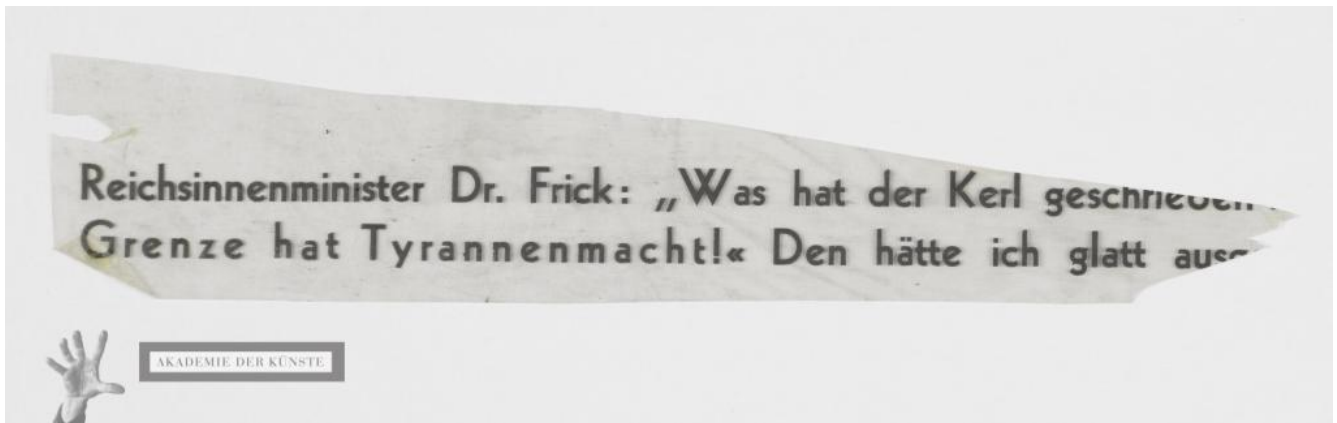 Reichsinnenminister Dr. Frick: „Was hat der Kerl geschrieben
Grenze hat Tyrannenmacht!« Den hätte ich glatt
AKADEMIE DER KÜNSTE